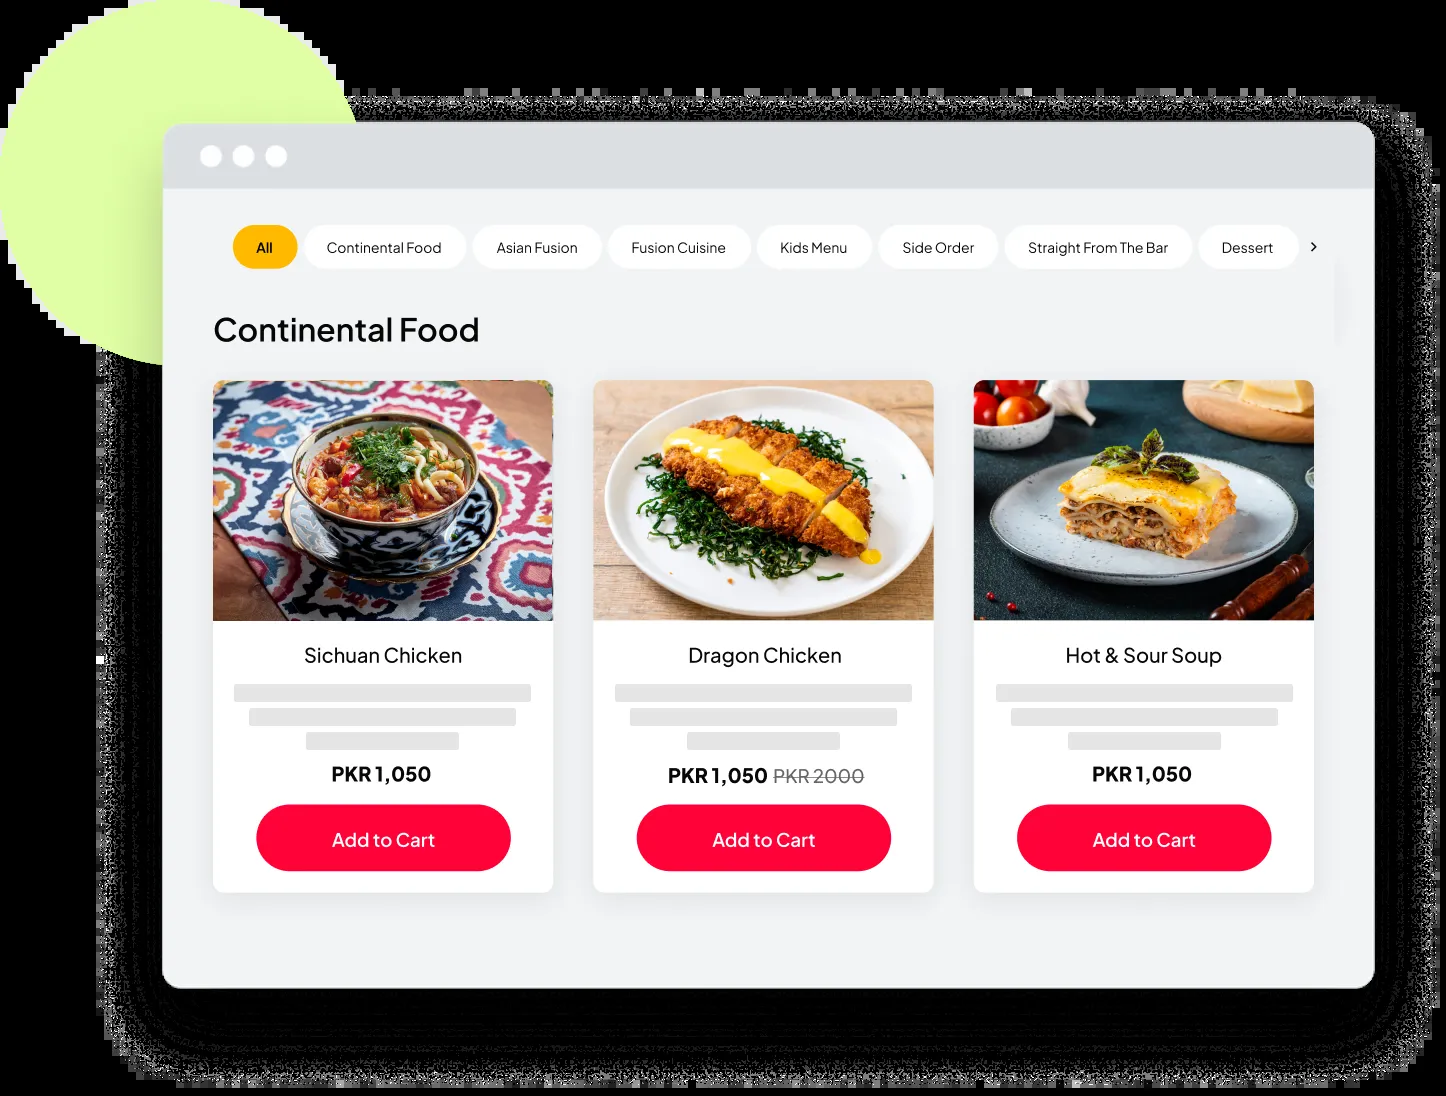 All
Continental Food
Asian Fusion
Fusion Cuisine
Kids Menu
Side Order
Straight From The Bar
Dessert
Continental Food
Sichuan Chicken
PKR 1,050
Add to Cart
Dragon Chicken
PKR 1,050 PKR 2000
Add to Cart
Hot & Sour Soup
PKR 1,050
Add to Cart